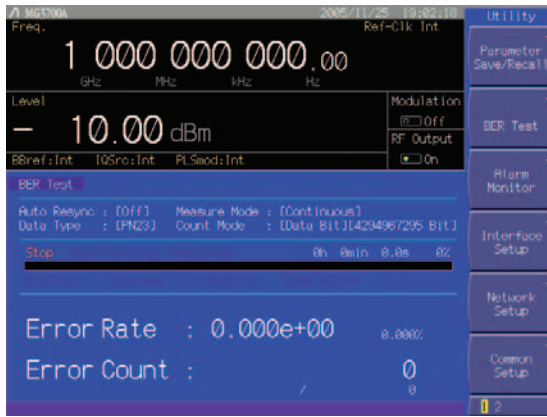 MG3700A 2005/11/25 19:02:18
Freq. Ref-Clk Int
1 000 000 000.00
GHz MHz kHz Hz
Level
- 10.00 dBm
Modulation
Off
RF Output
On
BBref:Int IQSrc:Int PLSmod:Int
BER Test
Auto Resync : [Off] Measure Mode : [Continuous]
Data Type : [PN23] Count Mode : [Data Bit][4294967295 Bit]
Stop 0h 0min 0.0s 0%
Error Rate : 0.000e+00 0.000%
Error Count : 0
/ 0
Utility
Parameter
Save/Recall
BER Test
Alarm
Monitor
Interface
Setup
Network
Setup
Common
Setup
1 2